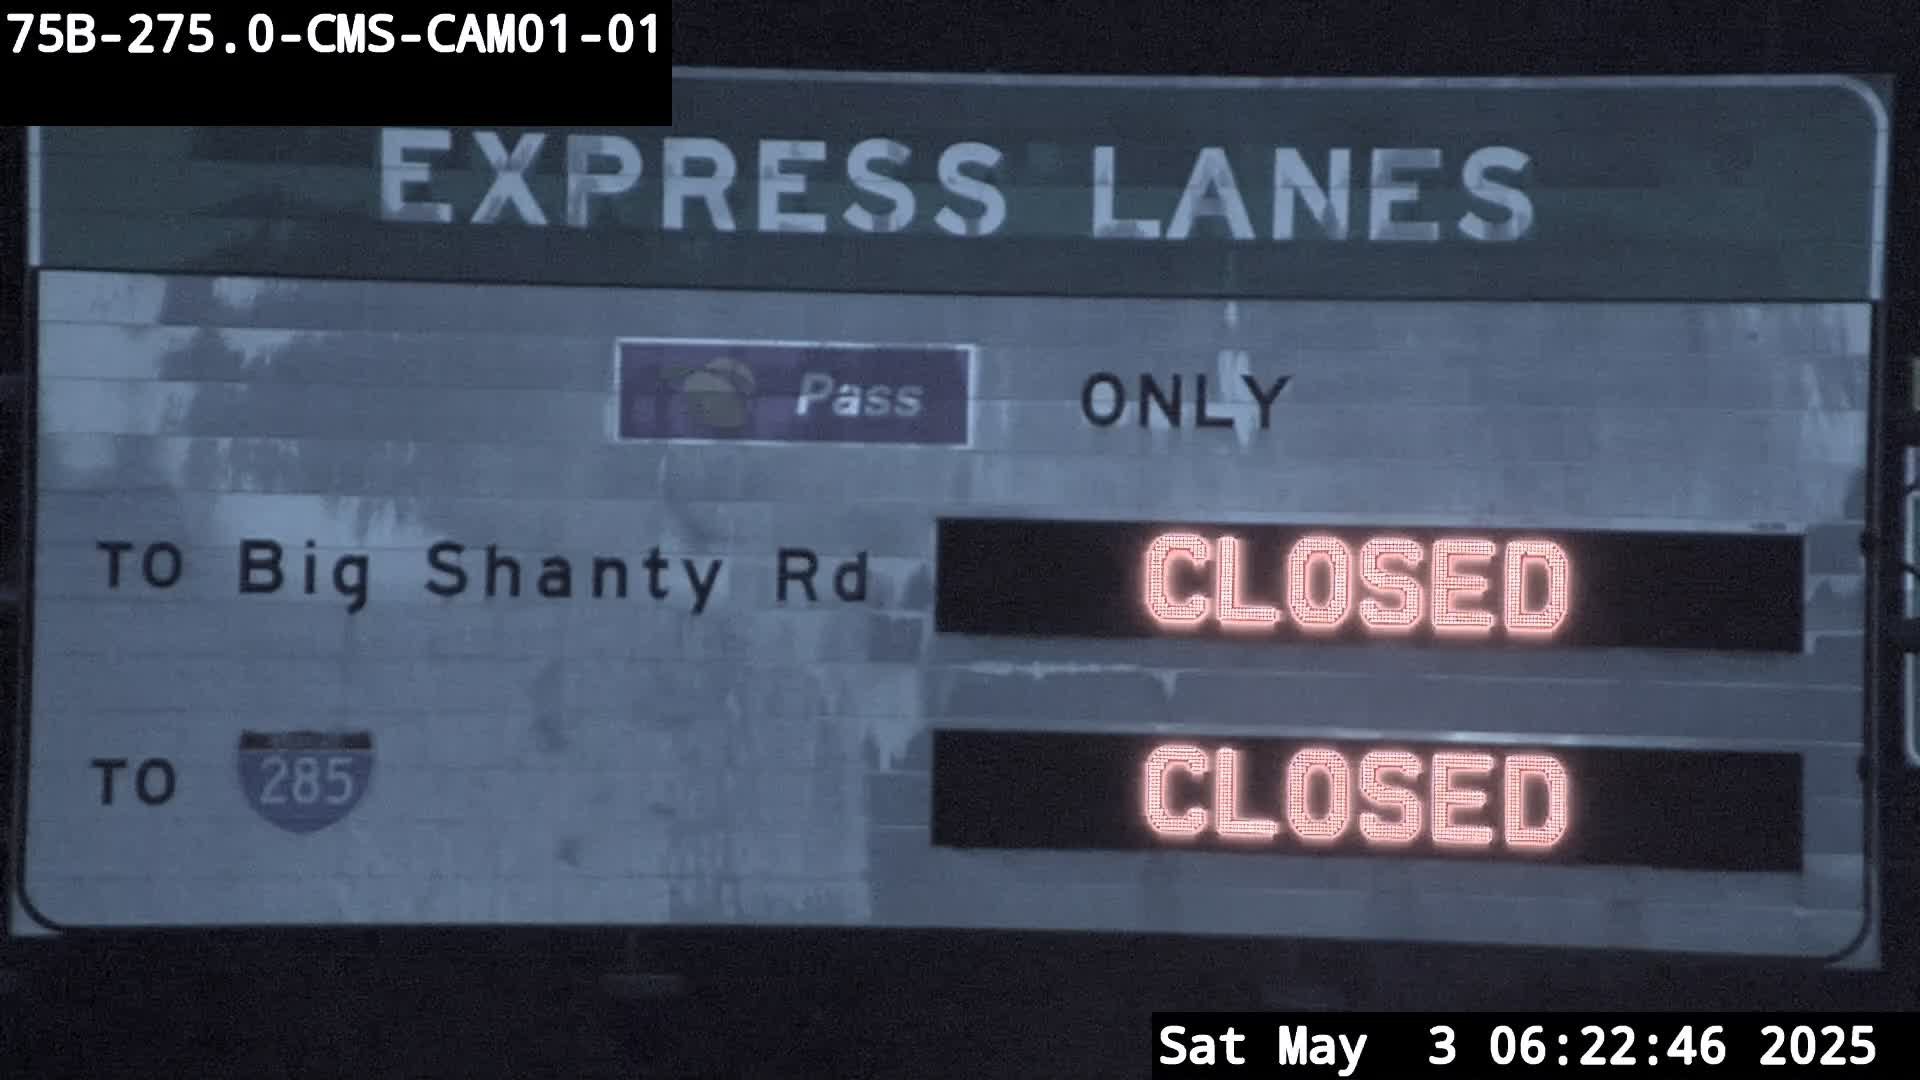 75B-275.0-CMS-CAM01-01
EXPRESS LANES
Pass ONLY
TO Big Shanty Rd CLOSED
TO 285 CLOSED
Sat May 3 06:22:46 2025